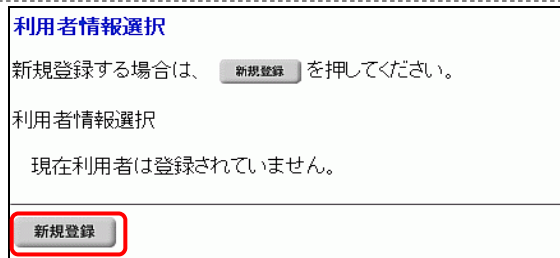 利用者情報選択
新規登録する場合は、 新規登録 を押してください。
利用者情報選択
現在利用者は登録されていません。
新規登録